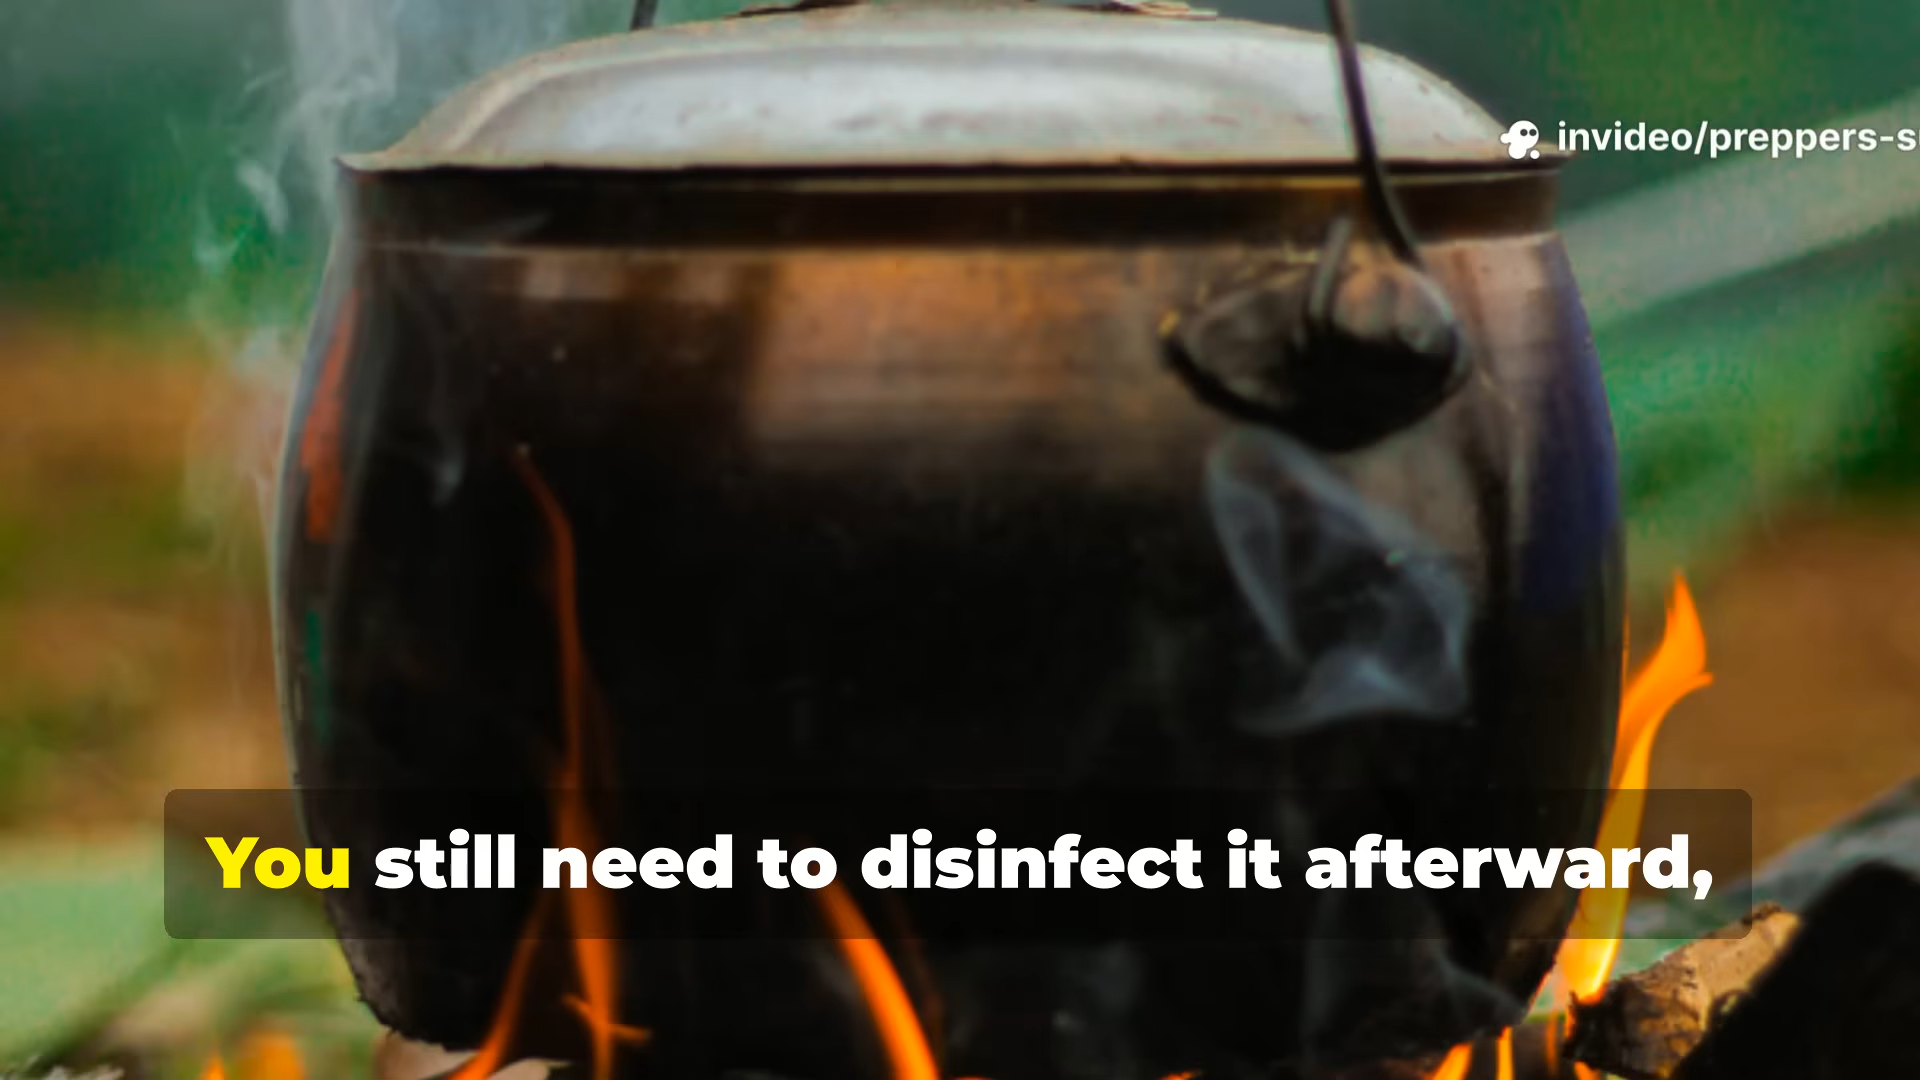 invideo/preppers-s
You still need to disinfect it afterward,